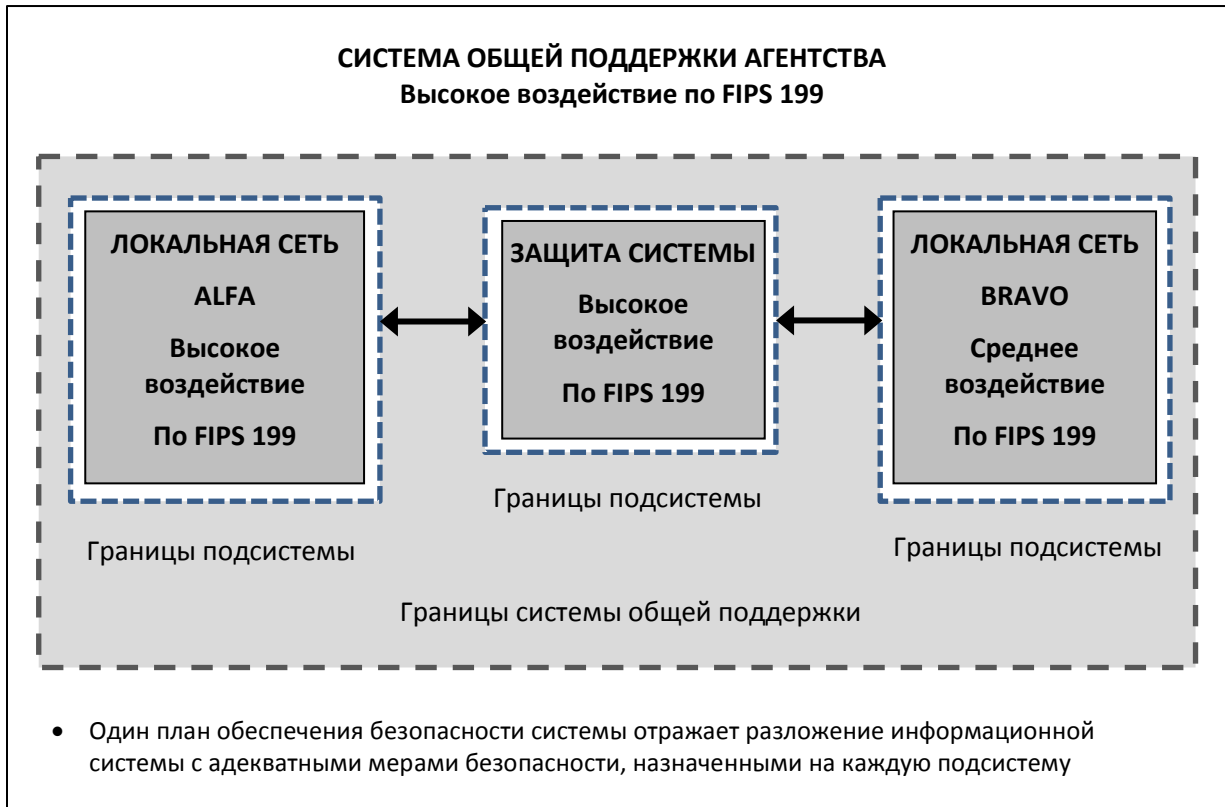 СИСТЕМА ОБЩЕЙ ПОДДЕРЖКИ АГЕНТСТВА
Высокое воздействие по FIPS 199
ЛОКАЛЬНАЯ СЕТЬ
ALFA
Высокое
воздействие
По FIPS 199
Границы подсистемы
ЗАЩИТА СИСТЕМЫ
Высокое
воздействие
По FIPS 199
Границы подсистемы
ЛОКАЛЬНАЯ СЕТЬ
BRAVO
Среднее
воздействие
По FIPS 199
Границы подсистемы
Границы системы общей поддержки
• Один план обеспечения безопасности системы отражает разложение информационной
системы с адекватными мерами безопасности, назначенными на каждую подсистему